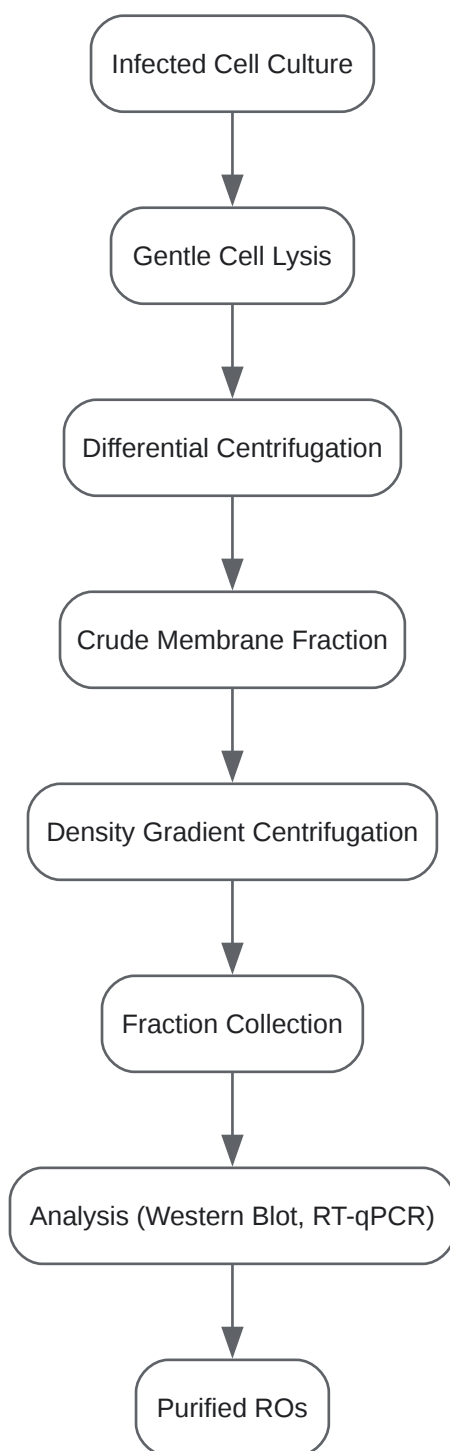 Infected Cell Culture
Gentle Cell Lysis
Differential Centrifugation
Crude Membrane Fraction
Density Gradient Centrifugation
Fraction Collection
Analysis (Western Blot, RT-qPCR)
Purified ROs